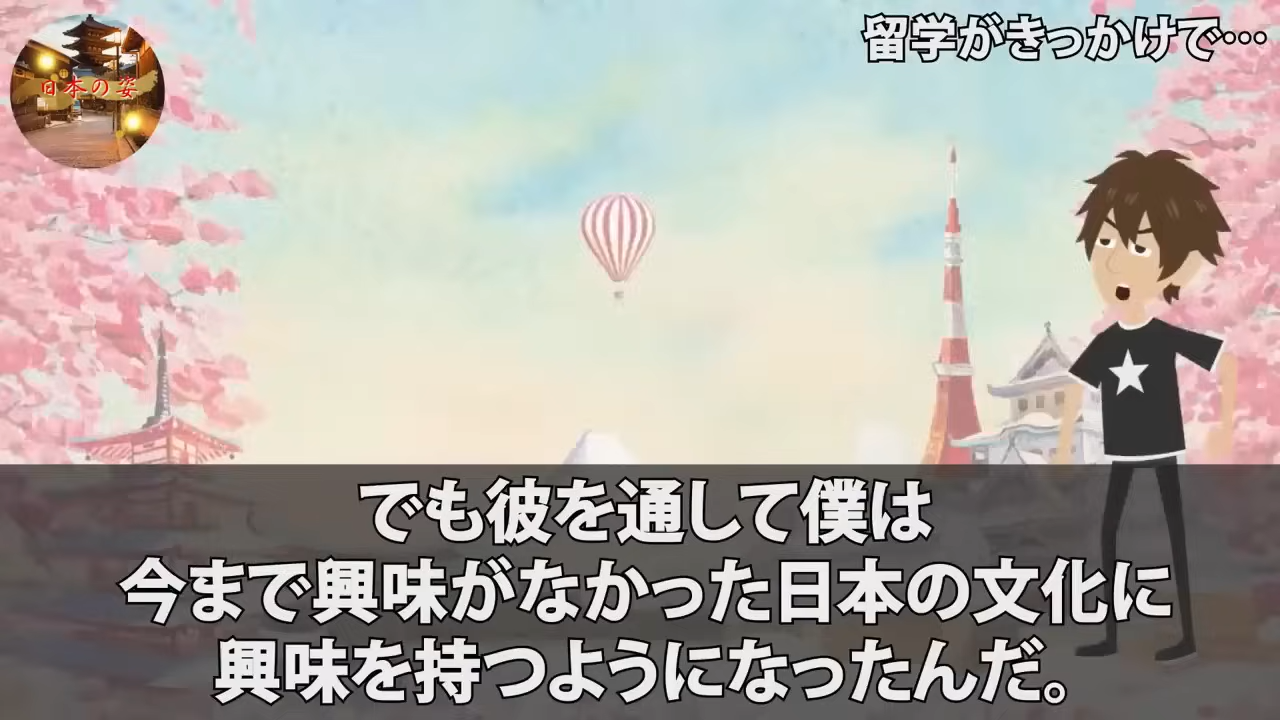 日本の姿
留学がきっかけで…
でも彼を通して僕は
今まで興味がなかった日本の文化に
興味を持つようになったんだ。